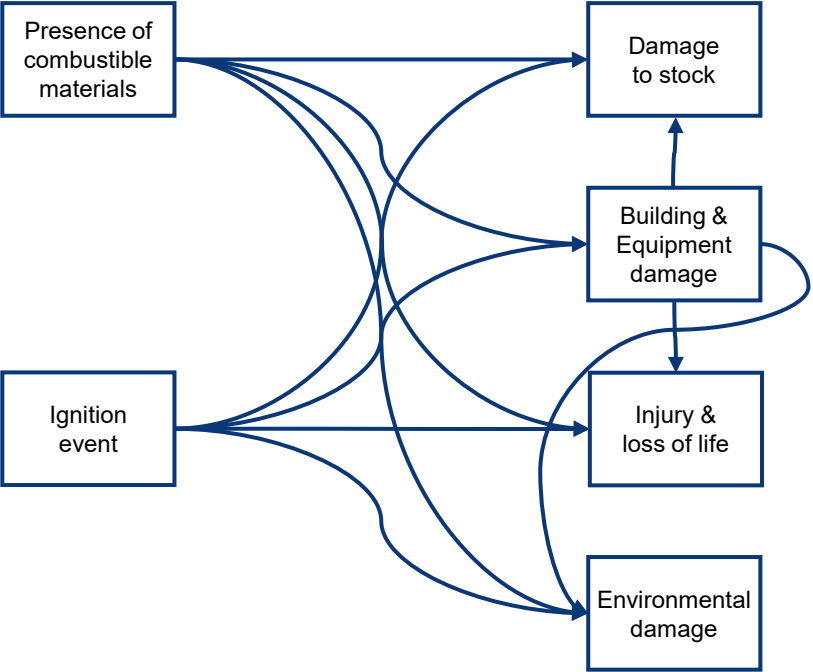 Presence of
combustible
materials
Damage
to stock
Building &
Equipment
damage
Ignition
event
Injury &
loss of life
Environmental
damage